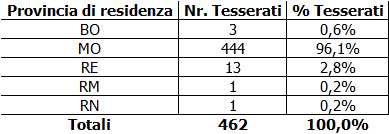 Provincia di residenza Nr. Tesserati % Tesserati
BO 3 0,6%
MO 444 96,1%
RE 13 2,8%
RM 1 0,2%
RN 1 0,2%
Totali 462 100,0%